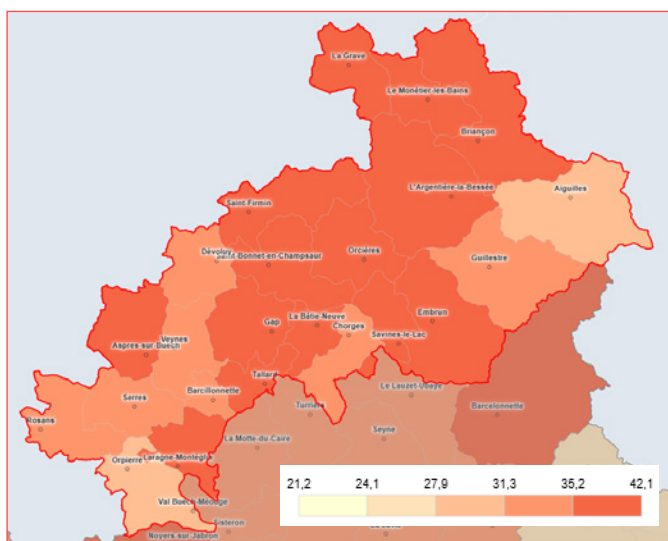 La Grave
Le Monêtier-les-Bains
Briançon
L'Argentière-la-Bessée
Aiguilles
Saint-Firmin
Dévoluy
Saint-Bonnet-en-Champsaur
Orcières
Guillestre
Gap
La Bâtie-Neuve
Embrun
Chorges
Savines-le-Lac
Veynes
Aspres-sur-Buëch
Tallard
Barcillonnette
Le Lauzet-Ubaye
Serres
Turriers
Barcelonnette
Rosans
Seyne
La Motte-du-Caire
Orpierre
Laragne-Montéglin
Val Buëch-Méouge
Sisteron
Noyers-sur-Jabron
21,2 24,1 27,9 31,3 35,2 42,1